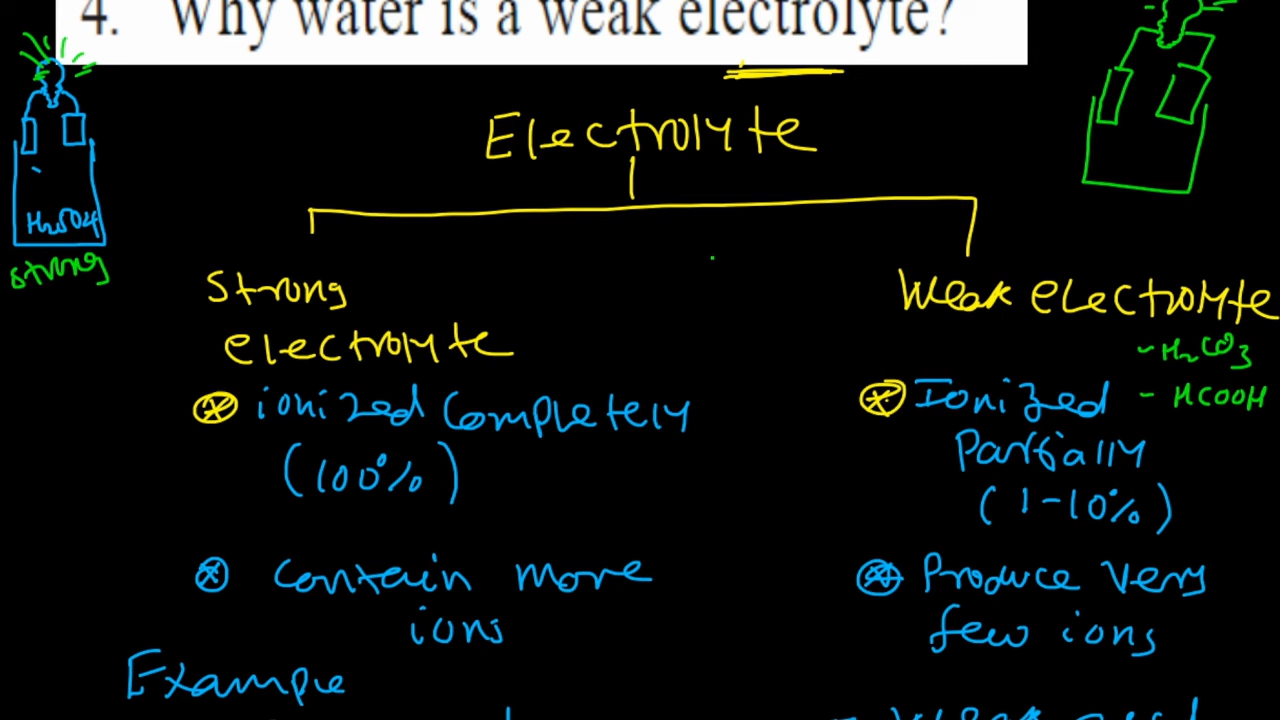 4. Why water is a weak electrolyte?
Electrolyte
H2SO4
strong
Strong
electrolyte
Weak electrolyte
- H2CO3
- HCOOH
ionized completely
(100%)
Ionized
Partially
(1-10%)
Contain more
ions
Produce very
few ions
Example